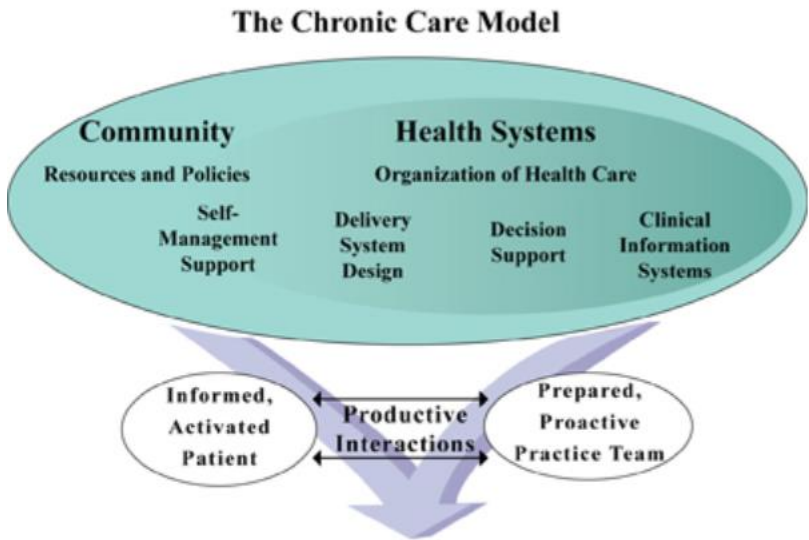 The Chronic Care Model
Community
Resources and Policies
Health Systems
Organization of Health Care
Self-
Management
Support
Delivery
System
Design
Decision
Support
Clinical
Information
Systems
Informed,
Activated
Patient
Productive
Interactions
Prepared,
Proactive
Practice Team